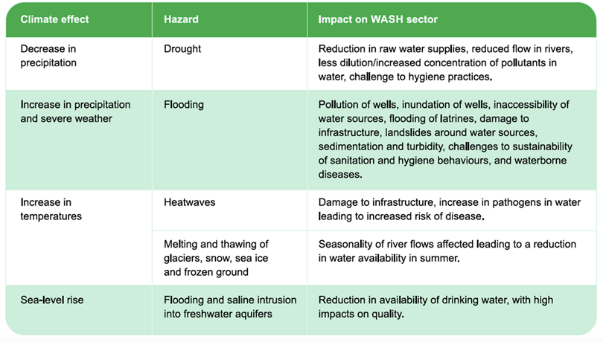 Climate effect
Hazard
Impact on WASH sector
Decrease in
precipitation
Drought
Reduction in raw water supplies, reduced flow in rivers,
less dilution/increased concentration of pollutants in
water, challenge to hygiene practices.
Increase in precipitation
and severe weather
Flooding
Pollution of wells, inundation of wells, inaccessibility of
water sources, flooding of latrines, damage to
infrastructure, landslides around water sources,
sedimentation and turbidity, challenges to sustainability
of sanitation and hygiene behaviours, and waterborne
diseases.
Increase in
temperatures
Heatwaves
Damage to infrastructure, increase in pathogens in water
leading to increased risk of disease.
Melting and thawing of
glaciers, snow, sea ice
and frozen ground
Seasonality of river flows affected leading to a reduction
in water availability in summer.
Sea-level rise
Flooding and saline intrusion
into freshwater aquifers
Reduction in availability of drinking water, with high
impacts on quality.